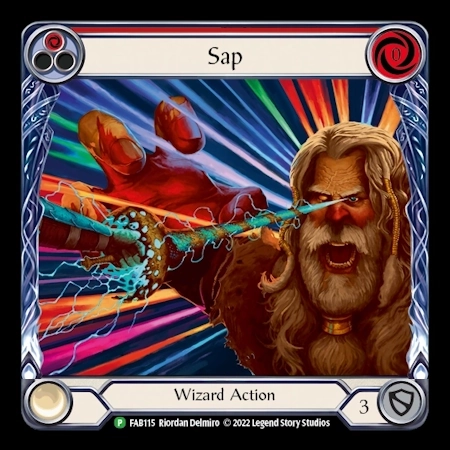 Sap
0
Wizard Action
3
P FAB115 Riordan Delmiro © 2022 Legend Story Studios